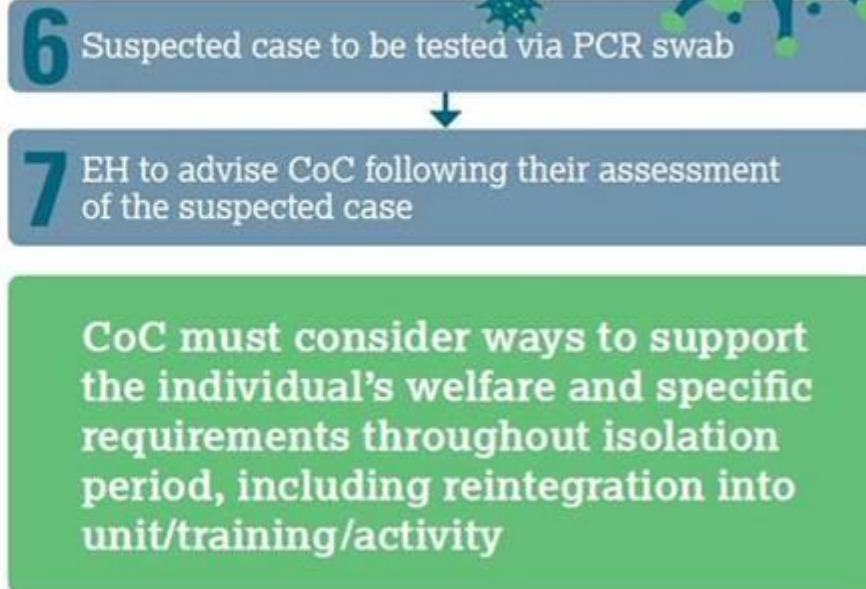 6 Suspected case to be tested via PCR swab
7 EH to advise CoC following their assessment
of the suspected case
CoC must consider ways to support
the individual's welfare and specific
requirements throughout isolation
period, including reintegration into
unit/training/activity